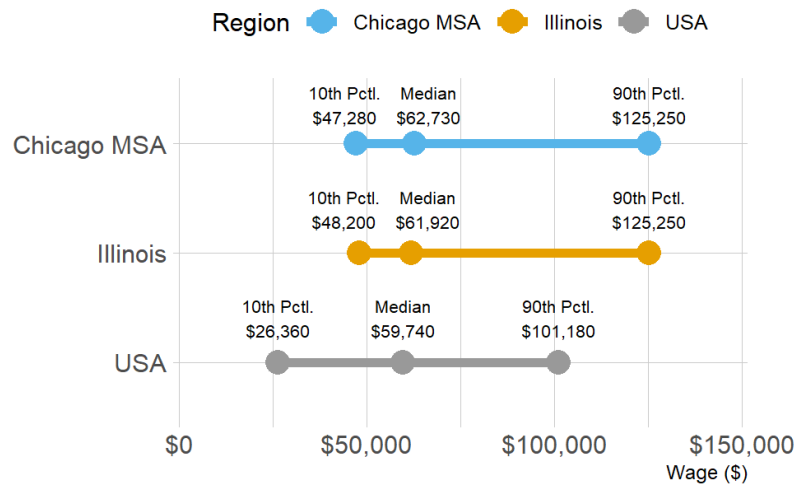 Region Chicago MSA Illinois USA
10th Pctl. Median 90th Pctl.
$47,280 $62,730 $125,250
Chicago MSA
10th Pctl. Median 90th Pctl.
$48,200 $61,920 $125,250
Illinois
10th Pctl. Median 90th Pctl.
$26,360 $59,740 $101,180
USA
$0 $50,000 $100,000 $150,000
Wage ($)